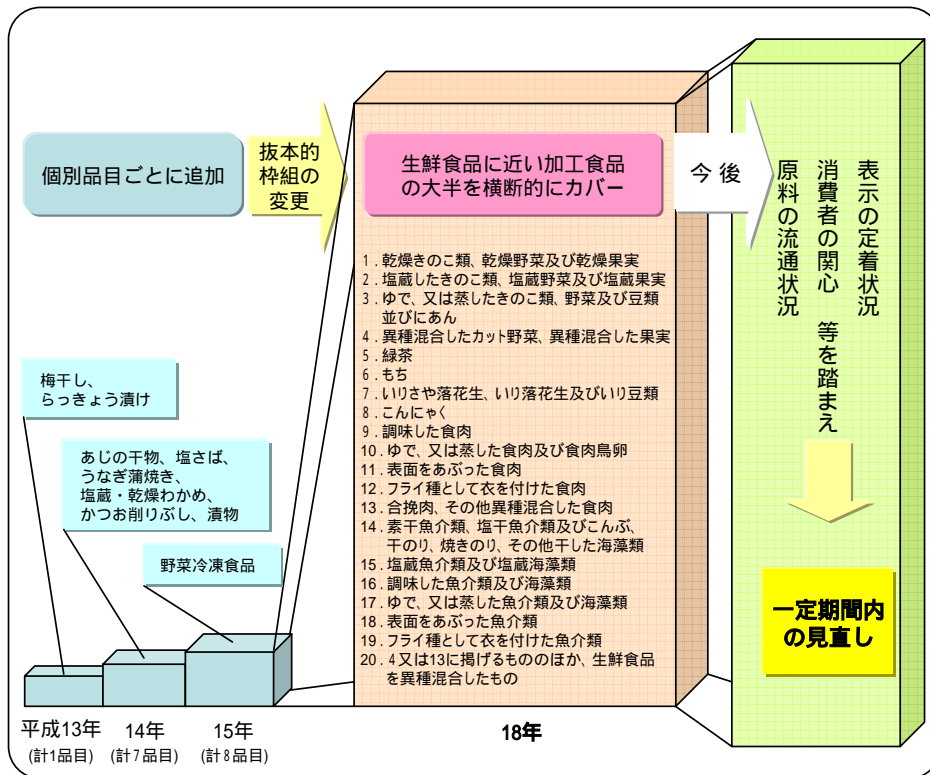 個別品目ごとに追加
抜本的
枠組の
変更
生鮮食品に近い加工食品
の大半を横断的にカバー
今後
表示の定着状況
消費者の関心 等を踏まえ
原料の流通状況
一定期間内
の見直し
1.乾燥きのこ類、乾燥野菜及び乾燥果実
2.塩蔵したきのこ類、塩蔵野菜及び塩蔵果実
3.ゆで、又は蒸したきのこ類、野菜及び豆類
並びにあん
4.異種混合したカット野菜、異種混合した果実
5.緑茶
6.もち
7.いりさや落花生、いり落花生及びいり豆類
8.こんにゃく
9.調味した食肉
10.ゆで、又は蒸した食肉及び食肉鳥卵
11.表面をあぶった食肉
12.フライ種として衣を付けた食肉
13.合挽肉、その他異種混合した食肉
14.素干魚介類、塩干魚介類及びこんぶ、
干のり、焼きのり、その他干した海藻類
15.塩蔵魚介類及び塩蔵海藻類
16.調味した魚介類及び海藻類
17.ゆで、又は蒸した魚介類及び海藻類
18.表面をあぶった魚介類
19.フライ種として衣を付けた魚介類
20.4又は13に掲げるもののほか、生鮮食品
を異種混合したもの
梅干し、
らっきょう漬け
あじの干物、塩さば、
うなぎ蒲焼き、
塩蔵・乾燥わかめ、
かつお削りぶし、漬物
野菜冷凍食品
平成13年
(計1品目)
14年
(計7品目)
15年
(計8品目)
18年